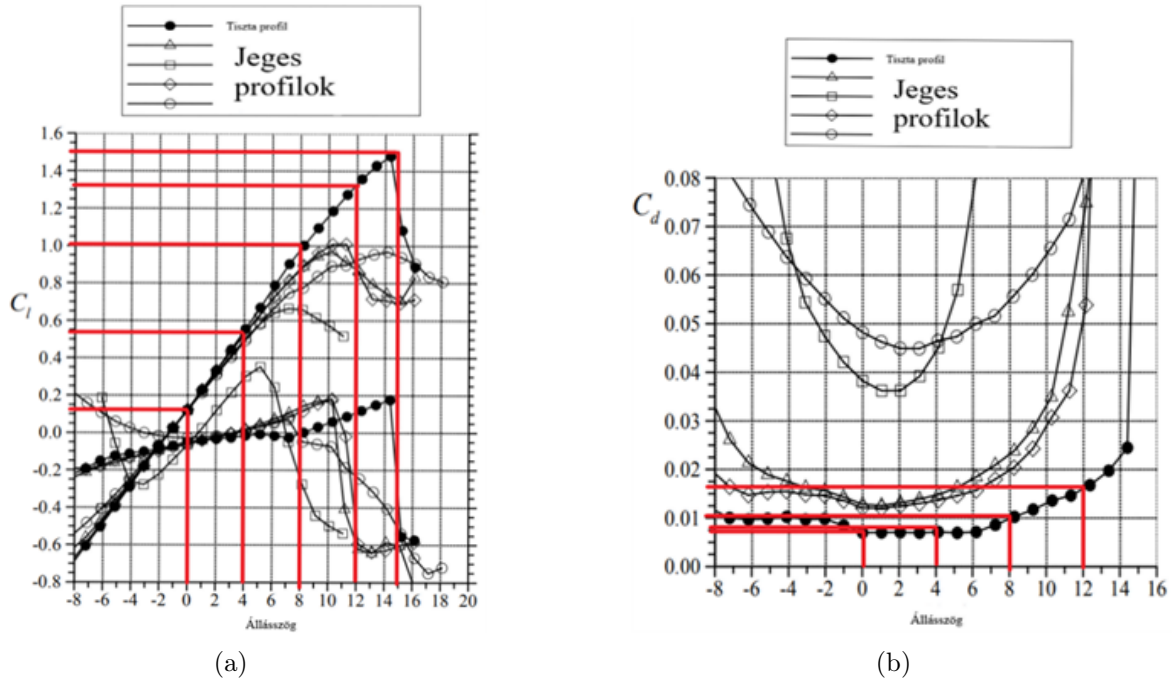 Tiszta profil
Jeges
profilok
1.6
1.4
1.2
1.0
0.8
0.6
0.4
0.2
0.0
-0.2
-0.4
-0.6
-0.8
C_l
-8 -6 -4 -2 0 2 4 6 8 10 12 14 16 18 20
Állásszög
(a)
Tiszta profil
Jeges
profilok
0.08
0.07
0.06
0.05
0.04
0.03
0.02
0.01
0.00
C_d
-8 -6 -4 -2 0 2 4 6 8 10 12 14 16
Állásszög
(b)